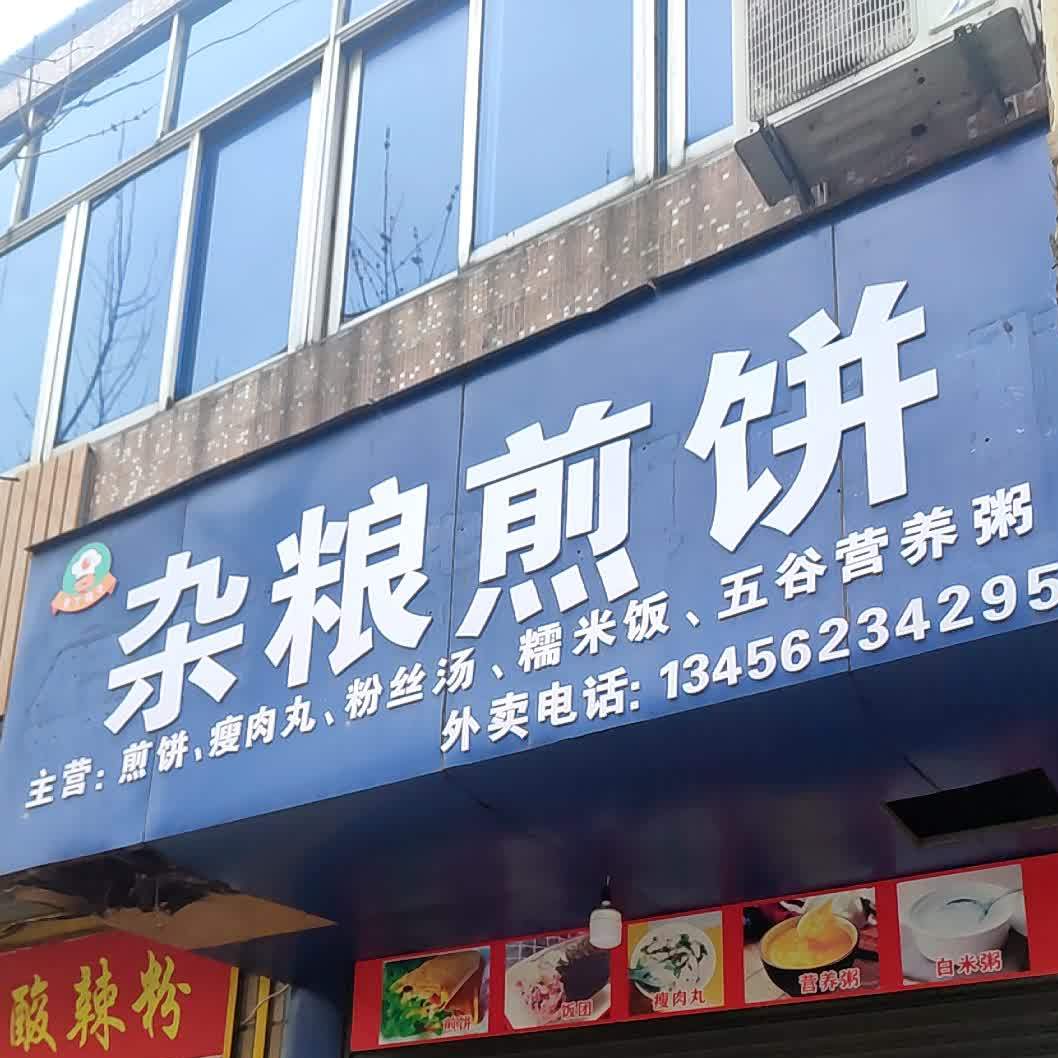 杂粮煎饼
主营：煎饼、瘦肉丸、粉丝汤、糯米饭、五谷营养粥
外卖电话：13456234295
煎饼
饭团
瘦肉丸
营养粥
白米粥
酸辣粉